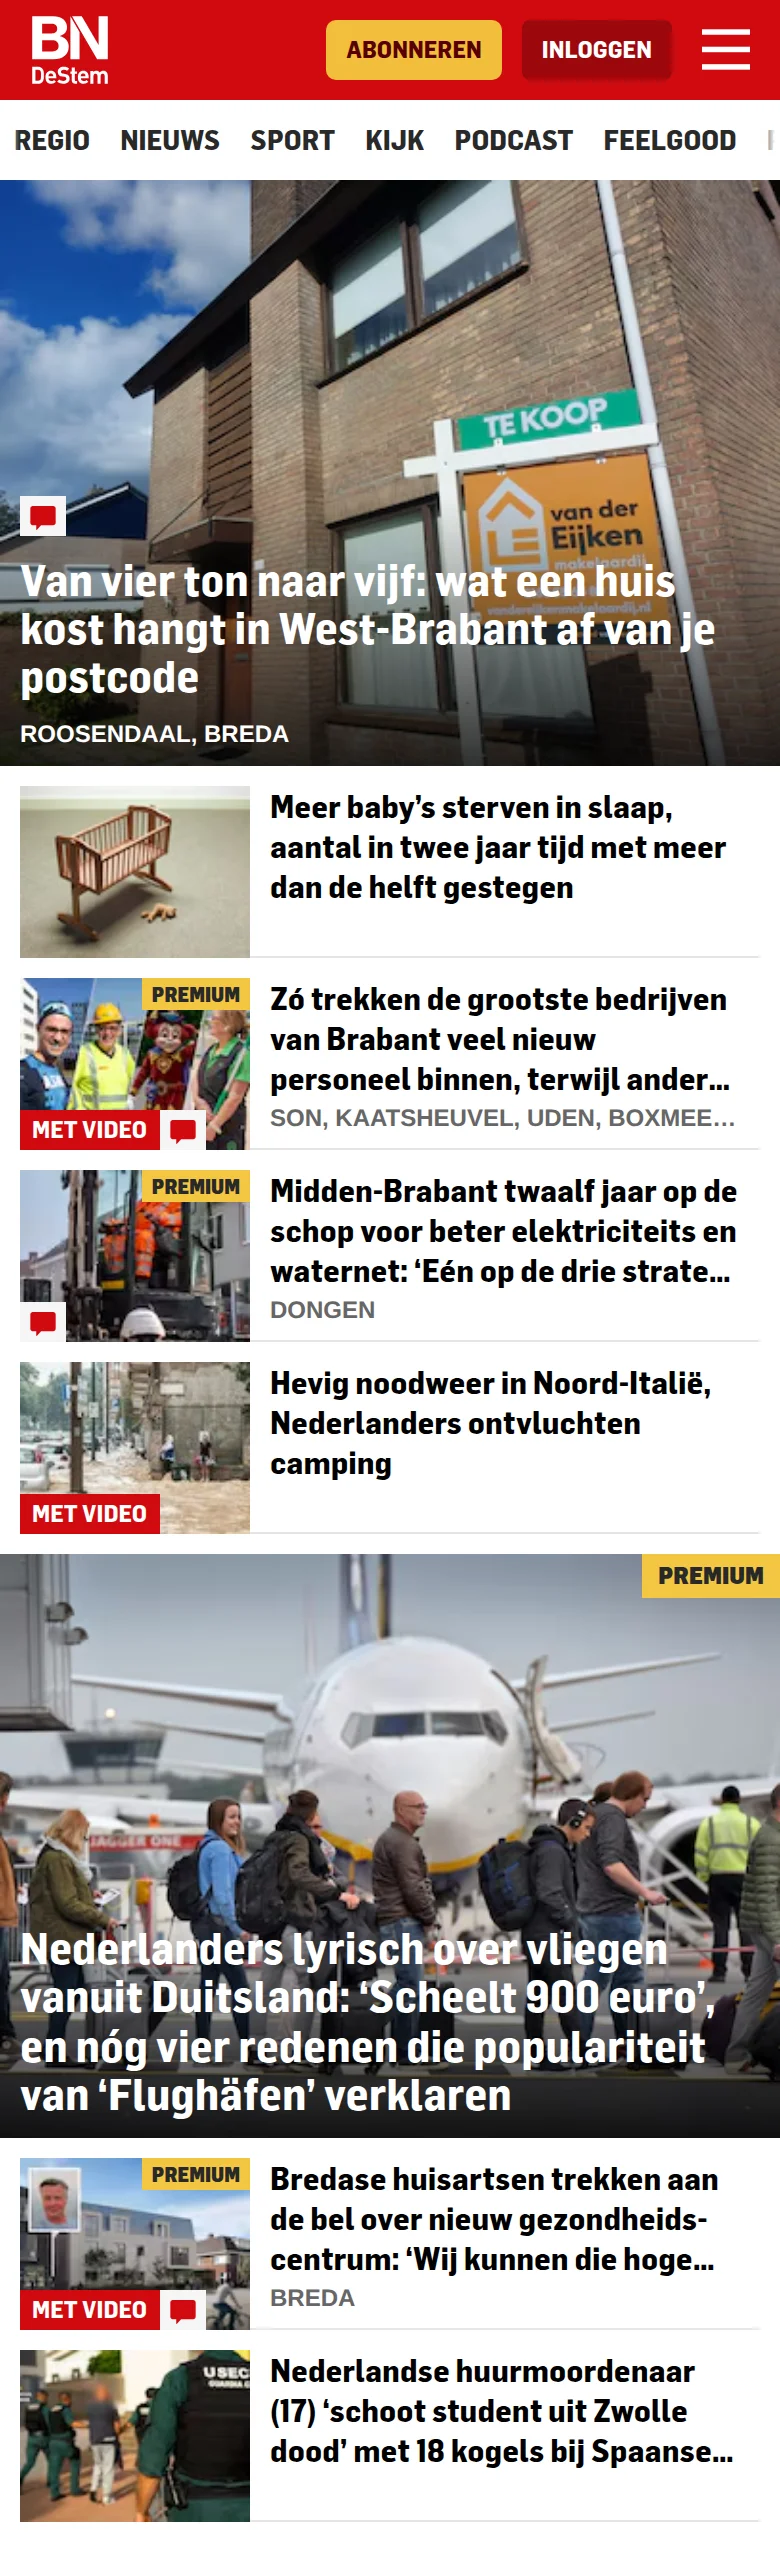 BN
DeStem
ABONNEREN
INLOGGEN
REGIO NIEUWS SPORT KIJK PODCAST FEELGOOD
TE KOOP
van der
Eijken
makelaardij
vandereijkenmakelaardij.nl
Van vier ton naar vijf: wat een huis
kost hangt in West-Brabant af van je
postcode
ROOSENDAAL, BREDA
Meer baby’s sterven in slaap,
aantal in twee jaar tijd met meer
dan de helft gestegen
PREMIUM
MET VIDEO
Zó trekken de grootste bedrijven
van Brabant veel nieuw
personeel binnen, terwijl ander...
SON, KAATSHEUVEL, UDEN, BOXMEE...
PREMIUM
Midden-Brabant twaalf jaar op de
schop voor beter elektriciteits en
waternet: ‘Eén op de drie strate...
DONGEN
MET VIDEO
Hevig noodweer in Noord-Italië,
Nederlanders ontvluchten
camping
PREMIUM
JAGGER ONE
Nederlanders lyrisch over vliegen
vanuit Duitsland: ‘Scheelt 900 euro’,
en nóg vier redenen die populariteit
van ‘Flughäfen’ verklaren
PREMIUM
MET VIDEO
Bredase huisartsen trekken aan
de bel over nieuw gezondheids-
centrum: ‘Wij kunnen die hoge...
BREDA
USEC
Nederlandse huurmoordenaar
(17) ‘schoot student uit Zwolle
dood’ met 18 kogels bij Spaanse...